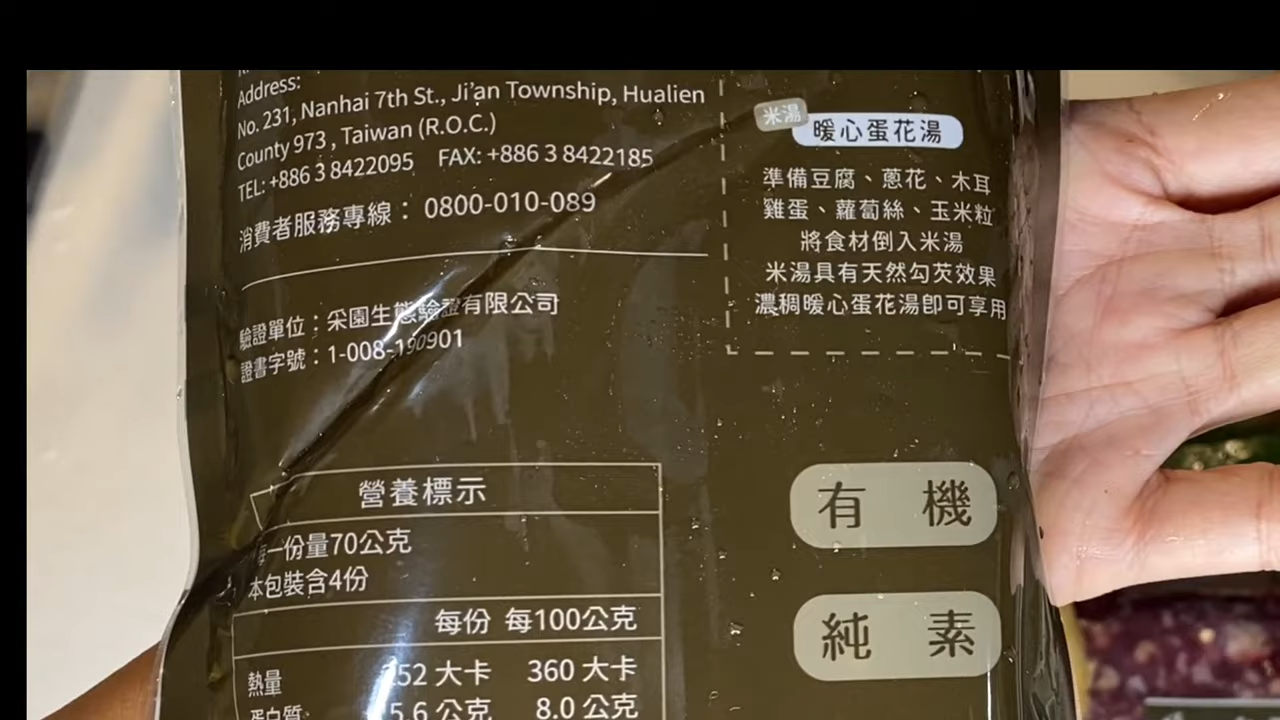 Address:
No. 231, Nanhai 7th St., Ji'an Township, Hualien
County 973 , Taiwan (R.O.C.)
TEL: +886 3 8422095 FAX: +886 3 8422185
消費者服務專線： 0800-010-089
驗證單位：采園生態驗證有限公司
證書字號：1-008-190901
營養標示
每一份量70公克
本包裝含4份
每份 每100公克
熱量 252 大卡 360 大卡
蛋白質 5.6 公克 8.0 公克
米湯
暖心蛋花湯
準備豆腐、蔥花、木耳
雞蛋、蘿蔔絲、玉米粒
將食材倒入米湯
米湯具有天然勾芡效果
濃稠暖心蛋花湯即可享用
有機
純素